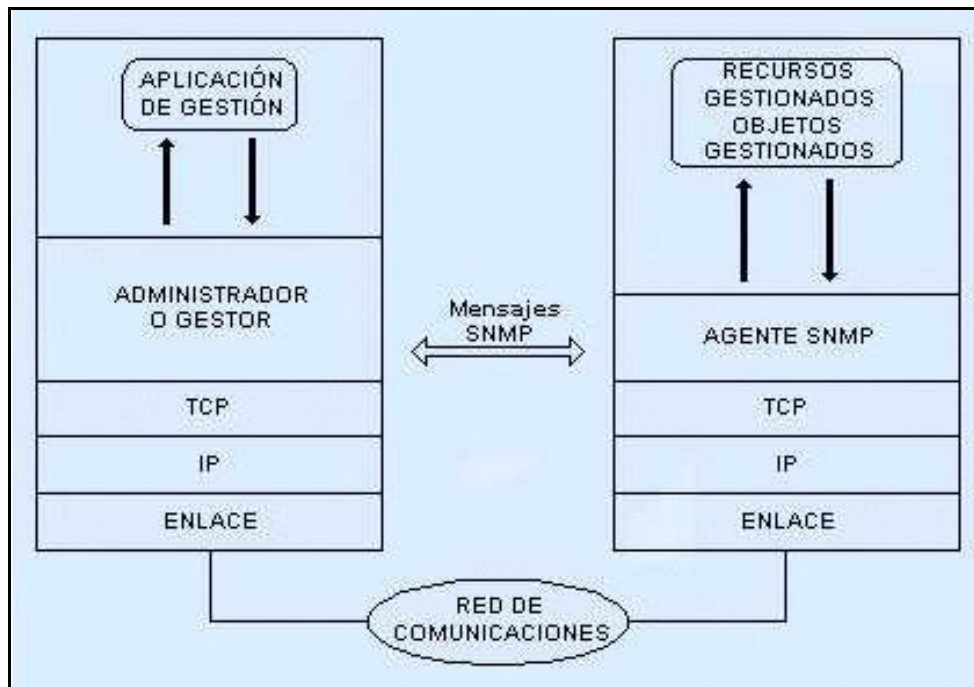 APLICACIÓN
DE GESTIÓN
ADMINISTRADOR
O GESTOR
TCP
IP
ENLACE
Mensajes
SNMP
RECURSOS
GESTIONADOS
OBJETOS
GESTIONADOS
AGENTE SNMP
TCP
IP
ENLACE
RED DE
COMUNICACIONES